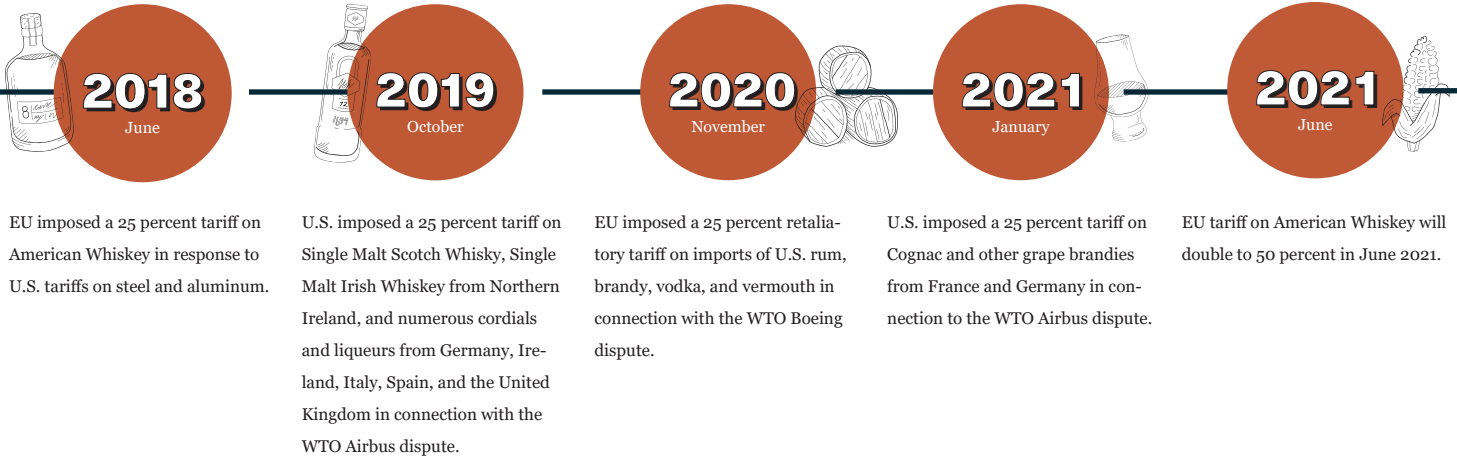 2018
June
EU imposed a 25 percent tariff on
American Whiskey in response to
U.S. tariffs on steel and aluminum.
2019
October
U.S. imposed a 25 percent tariff on
Single Malt Scotch Whisky, Single
Malt Irish Whiskey from Northern
Ireland, and numerous cordials
and liqueurs from Germany, Ire-
land, Italy, Spain, and the United
Kingdom in connection with the
WTO Airbus dispute.
2020
November
EU imposed a 25 percent retalia-
tory tariff on imports of U.S. rum,
brandy, vodka, and vermouth in
connection with the WTO Boeing
dispute.
2021
January
U.S. imposed a 25 percent tariff on
Cognac and other grape brandies
from France and Germany in con-
nection to the WTO Airbus dispute.
2021
June
EU tariff on American Whiskey will
double to 50 percent in June 2021.